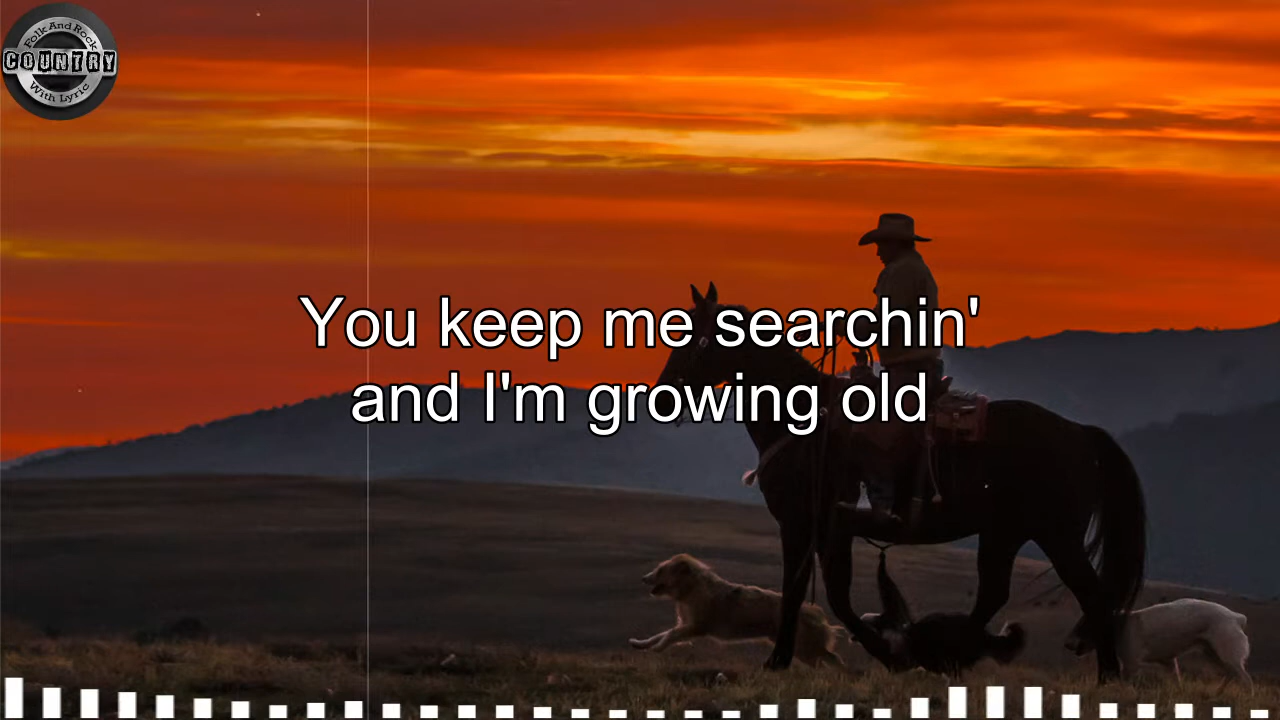 Folk And Rock
COUNTRY
With Lyric
You keep me searchin'
and I'm growing old